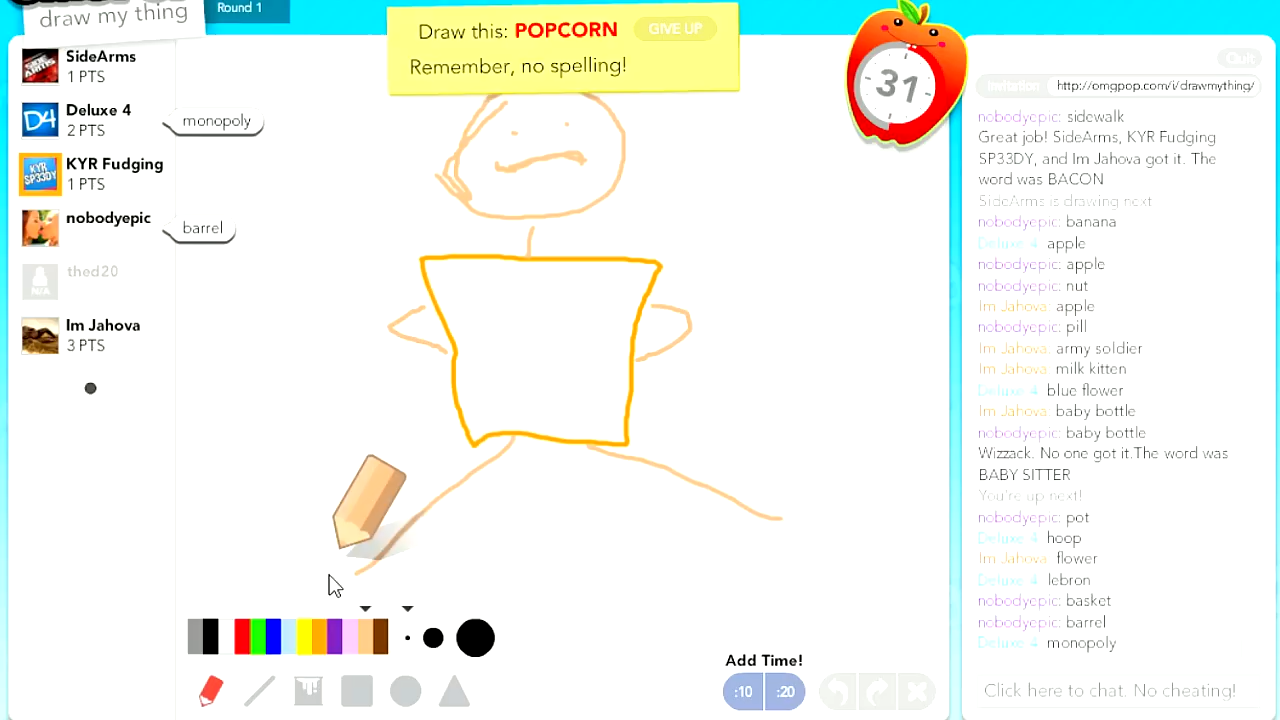 draw my thing
Round 1
Draw this: POPCORN
GIVE UP
Remember, no spelling!
31
SideArms
1 PTS
Deluxe 4
2 PTS
monopoly
KYR Fudging
1 PTS
nobodyepic
barrel
thed20
N/A
Im Jahova
3 PTS
SIDE ARMS
D4
KYR SP33DY
Quit
Invitation
http://omgpop.com/i/drawmything/
nobodyepic: sidewalk
Great job! SideArms, KYR Fudging
SP33DY, and Im Jahova got it. The
word was BACON
SideArms is drawing next
nobodyepic: banana
Deluxe 4: apple
nobodyepic: apple
nobodyepic: nut
Im Jahova: apple
nobodyepic: pill
Im Jahova: army soldier
Im Jahova: milk kitten
Deluxe 4: blue flower
Im Jahova: baby bottle
nobodyepic: baby bottle
Wizzack. No one got it.The word was
BABY SITTER
You're up next!
nobodyepic: pot
Deluxe 4: hoop
Im Jahova: flower
Deluxe 4: lebron
nobodyepic: basket
nobodyepic: barrel
Deluxe 4: monopoly
Click here to chat. No cheating!
Add Time!
:10
:20